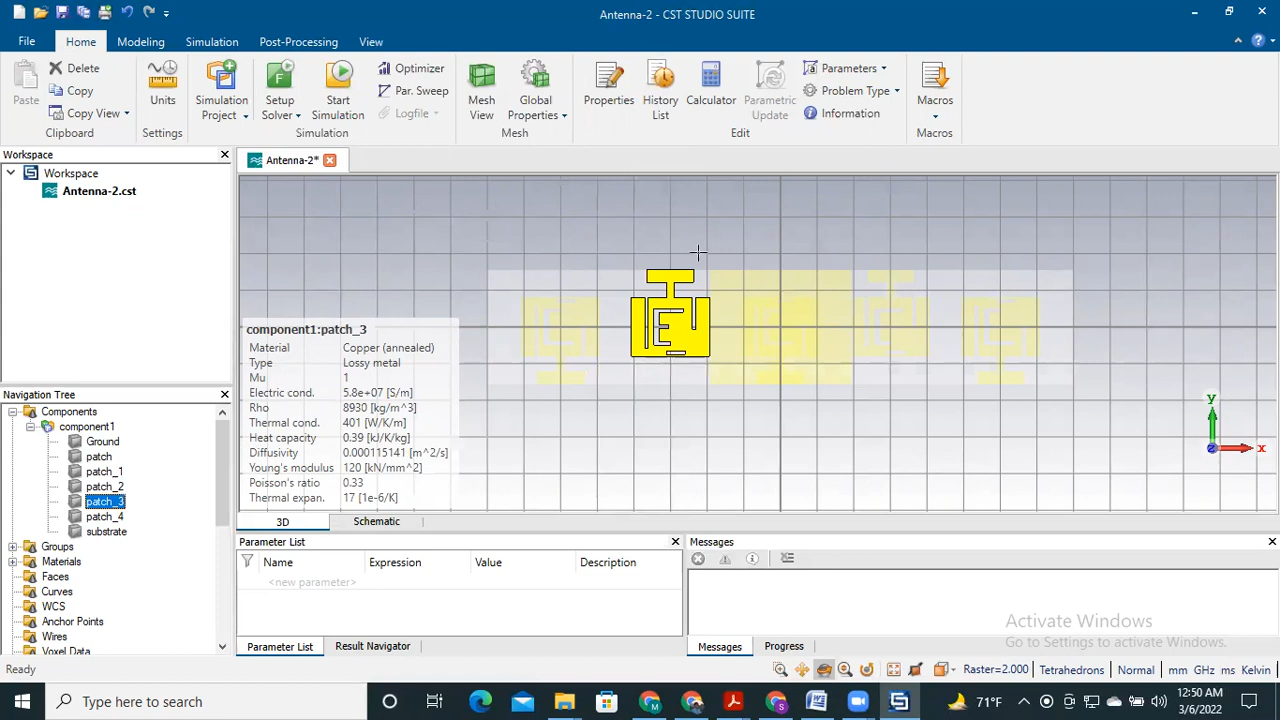 Antenna-2 - CST STUDIO SUITE
File Home Modeling Simulation Post-Processing View
Paste Delete Copy Copy View Clipboard
Units Settings
Simulation Project Setup Solver Start Simulation Optimizer Par. Sweep Logfile Simulation
Mesh View Global Properties Mesh
Properties History List Calculator Parametric Update Parameters Problem Type Information Edit
Macros Macros
Workspace
Antenna-2*
Workspace
Antenna-2.cst
component1:patch_3
Material Copper (annealed)
Type Lossy metal
Mu 1
Electric cond. 5.8e+07 [S/m]
Rho 8930 [kg/m^3]
Thermal cond. 401 [W/K/m]
Heat capacity 0.39 [kJ/K/kg]
Diffusivity 0.000115141 [m^2/s]
Young's modulus 120 [kN/mm^2]
Poisson's ratio 0.33
Thermal expan. 17 [1e-6/K]
y
x
z
Navigation Tree
Components
component1
Ground
patch
patch_1
patch_2
patch_3
patch_4
substrate
Groups
Materials
Faces
Curves
WCS
Anchor Points
Wires
Voxel Data
3D Schematic
Parameter List
Name Expression Value Description
<new parameter>
Parameter List Result Navigator
Messages
Messages Progress
Activate Windows
Go to Settings to activate Windows.
Ready
Raster=2.000 Tetrahedrons Normal mm GHz ns Kelvin
Type here to search
71°F
12:50 AM
3/6/2022